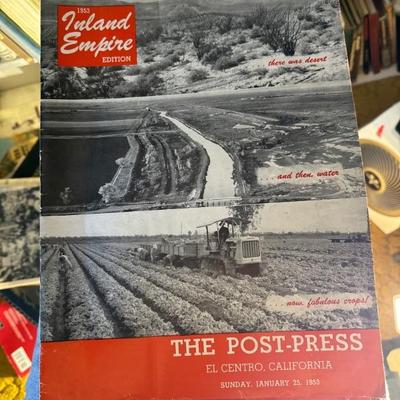 1953
Inland
Empire
EDITION
there was desert
. . . and then, water
. . . now, fabulous crops!
THE POST-PRESS
EL CENTRO, CALIFORNIA
SUNDAY, JANUARY 25, 1953